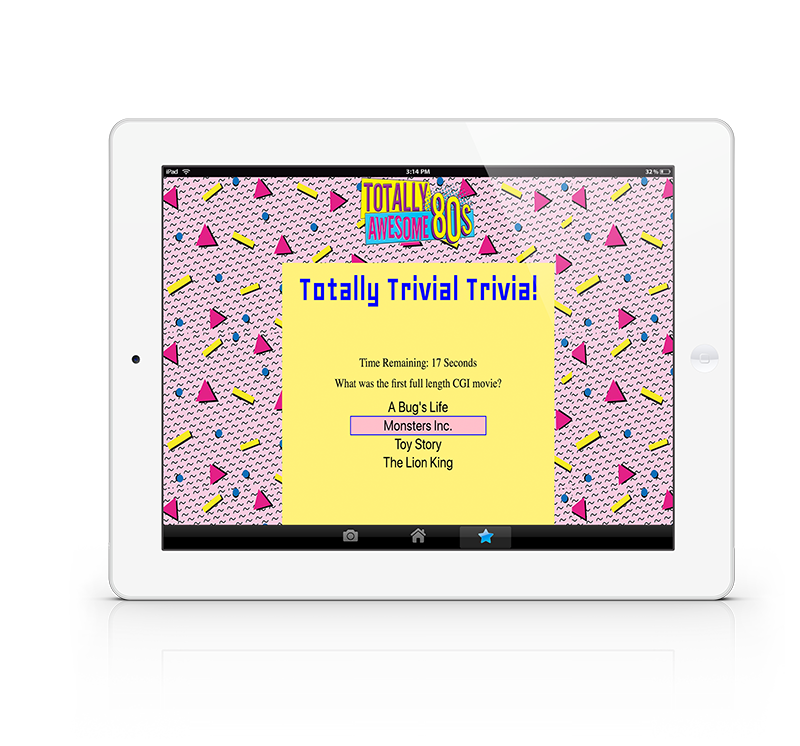 iPad 3:14 PM 32 %
TOTALLY
AWESOME 80s
Totally Trivial Trivia!
Time Remaining: 17 Seconds
What was the first full length CGI movie?
A Bug's Life
Monsters Inc.
Toy Story
The Lion King